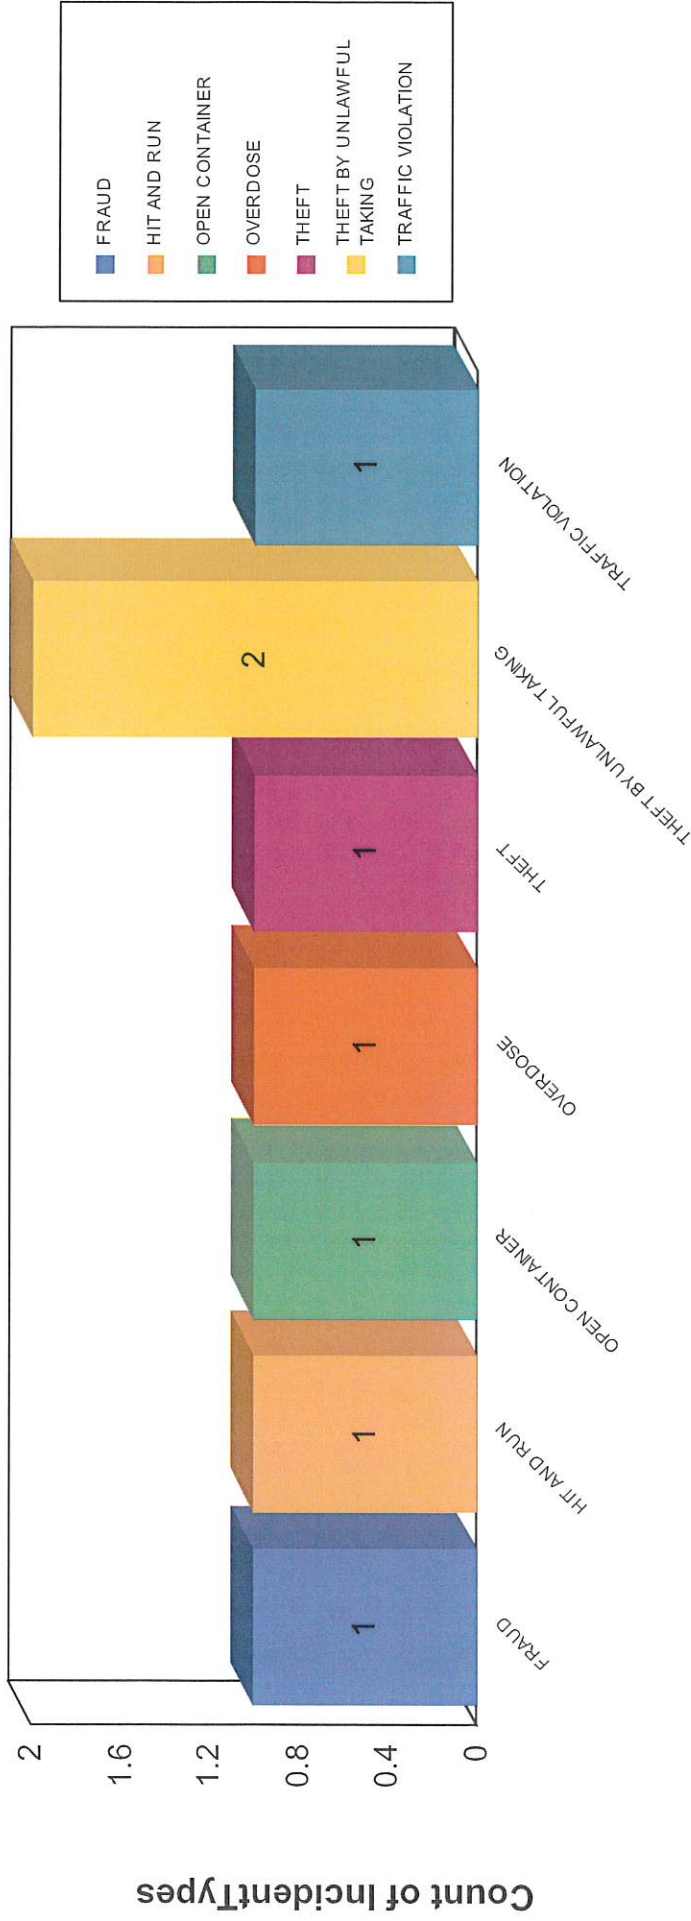 Count of IncidentTypes
2
1.6
1.2
0.8
0.4
0
1
1
1
1
1
2
1
FRAUD
HIT AND RUN
OPEN CONTAINER
OVERDOSE
THEFT
THEFT BY UNLAWFUL TAKING
TRAFFIC VIOLATION
FRAUD
HIT AND RUN
OPEN CONTAINER
OVERDOSE
THEFT
THEFT BY UNLAWFUL
TAKING
TRAFFIC VIOLATION